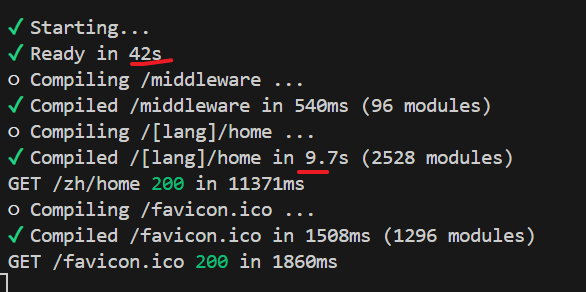 ✓ Starting...
✓ Ready in 42s
○ Compiling /middleware ...
✓ Compiled /middleware in 540ms (96 modules)
○ Compiling /[lang]/home ...
✓ Compiled /[lang]/home in 9.7s (2528 modules)
GET /zh/home 200 in 11371ms
○ Compiling /favicon.ico ...
✓ Compiled /favicon.ico in 1508ms (1296 modules)
GET /favicon.ico 200 in 1860ms